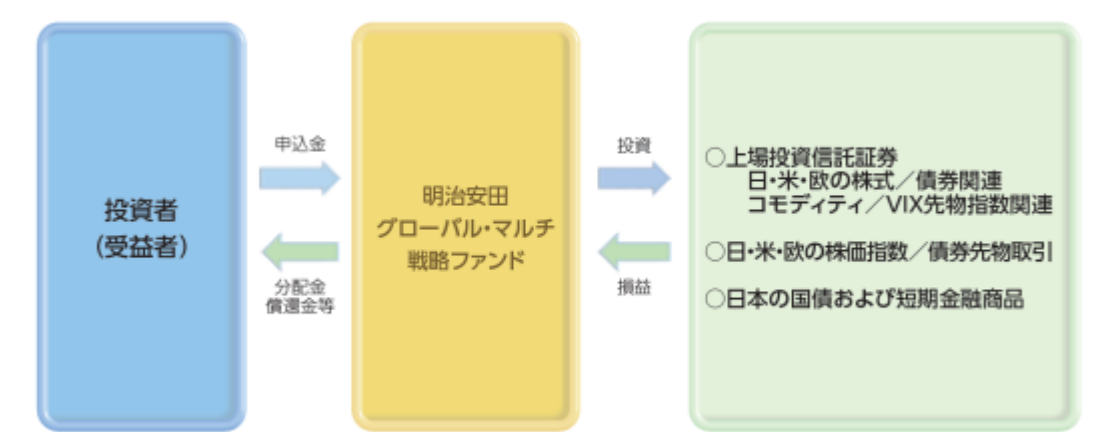 投資者
(受益者)
申込金
分配金
償還金等
明治安田
グローバル・マルチ
戦略ファンド
投資
損益
○上場投資信託証券
日・米・欧の株式／債券関連
コモディティ／VIX先物指数関連
○日・米・欧の株価指数／債券先物取引
○日本の国債および短期金融商品